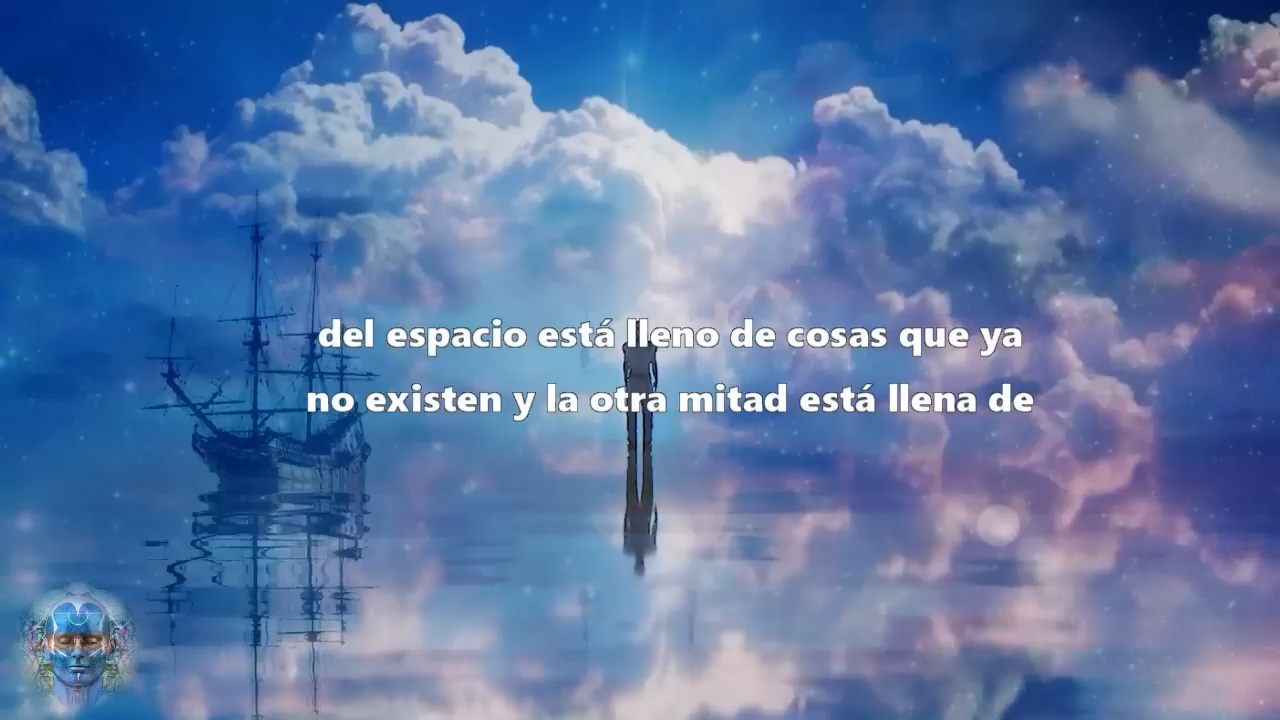 del espacio está lleno de cosas que ya
no existen y la otra mitad está llena de